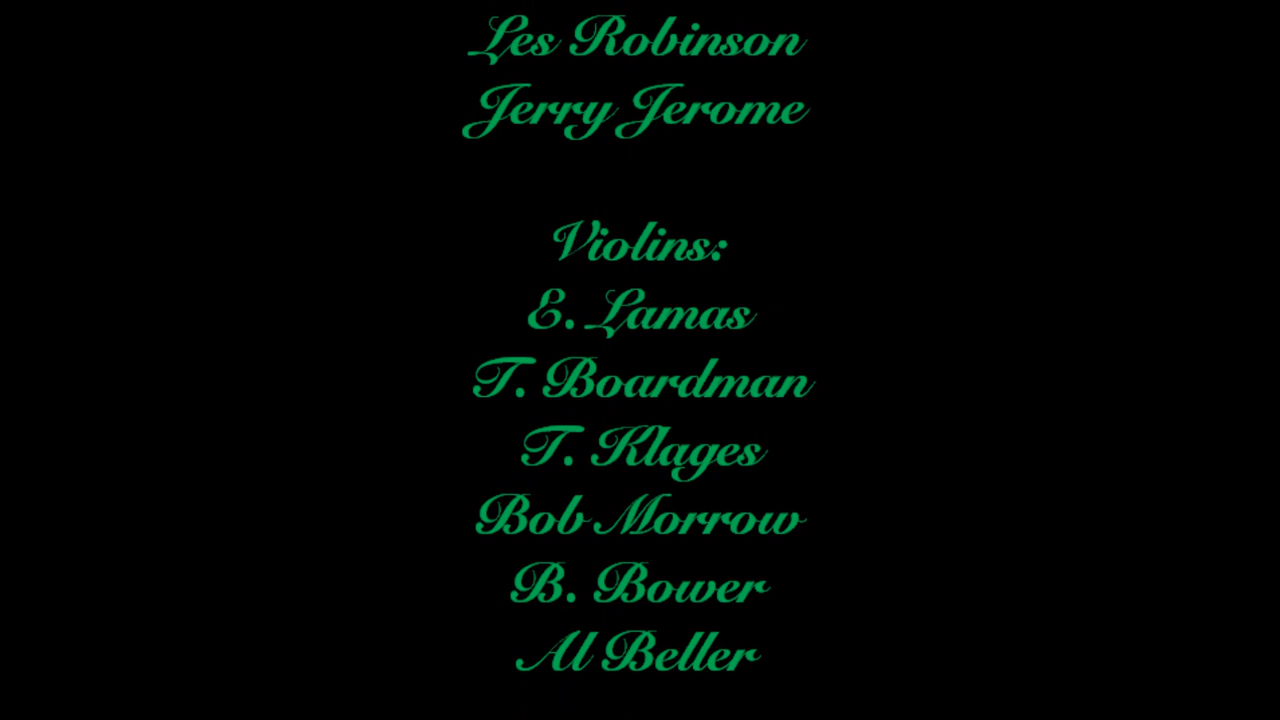 Les Robinson
Jerry Jerome
Violins:
E. Lamas
T. Boardman
T. Klages
Bob Morrow
B. Bower
Al Beller